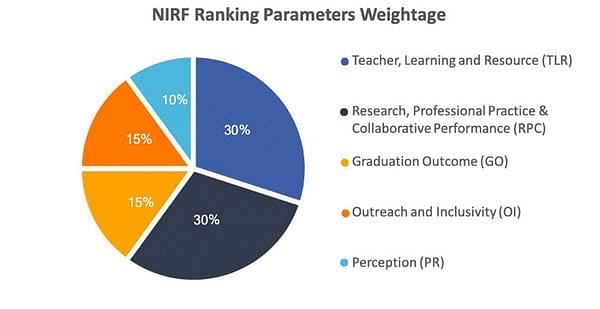 NIRF Ranking Parameters Weightage
10%
30%
15%
15%
30%
Teacher, Learning and Resource (TLR)
Research, Professional Practice &
Collaborative Performance (RPC)
Graduation Outcome (GO)
Outreach and Inclusivity (OI)
Perception (PR)